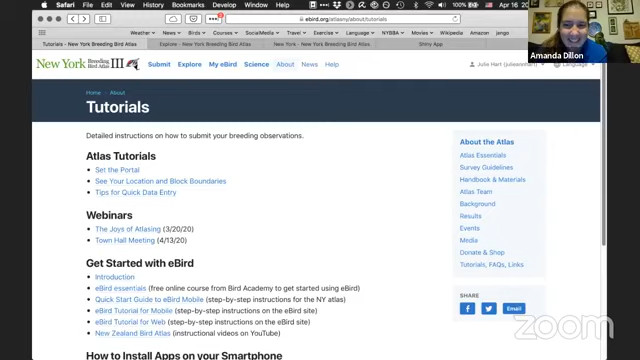 Safari File Edit View History Bookmarks Develop Window Help
100%
Apr 16 20
ebird.org/atlasny/about/tutorials
Weather News Birds Courses Social/Media Travel Exercise Language NYBBA Your Computer Amazon
Tutorials - New York Breeding Bird Atlas Explore - New York Breeding Bird Atlas New York Breeding Bird Atlas Shiny App
New York Breeding Bird Atlas III Submit Explore My eBird Science About News Help
Language
Amanda Dillon
Home About
Tutorials
Detailed instructions on how to submit your breeding observations.
Atlas Tutorials
Set the Portal
See Your Location and Block Boundaries
Tips for Quick Data Entry
Webinars
The Joys of Atlasing (3/20/20)
Town Hall Meeting (4/13/20)
Get Started with eBird
Introduction
eBird essentials (free online course from Bird Academy to get started using eBird)
Quick Start Guide to eBird Mobile (step-by-step instructions for the NY atlas)
eBird Tutorial for Mobile (step-by-step instructions on the eBird site)
eBird Tutorial for Web (step-by-step instructions on the eBird site)
New Zealand Bird Atlas (instructional videos on YouTube)
How to Install Apps on your Smartphone
About the Atlas
Atlas Essentials
Survey Guidelines
Handbook & Materials
Atlas Team
Background
Results
Events
Media
Donate & Shop
Tutorials, FAQs, Links
SHARE
Email
zoom